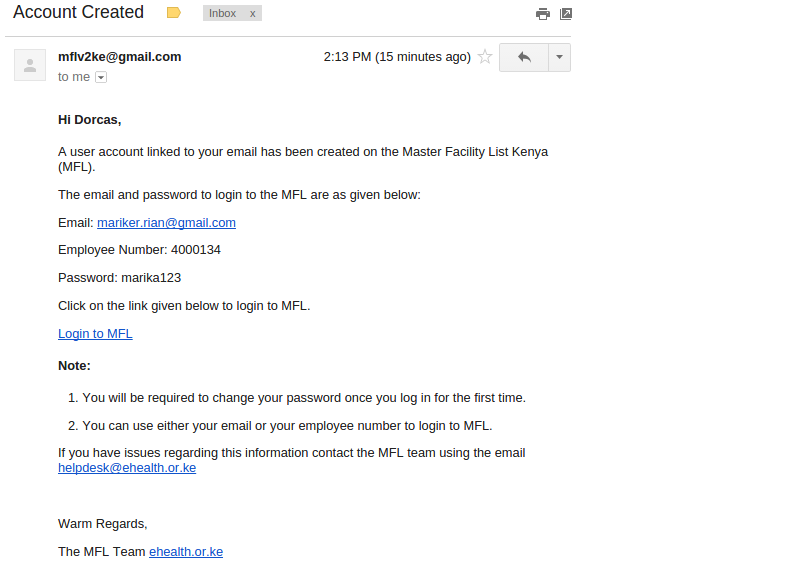 Account Created
Inbox x
mflv2ke@gmail.com 2:13 PM (15 minutes ago)
to me
Hi Dorcas,
A user account linked to your email has been created on the Master Facility List Kenya
(MFL).
The email and password to login to the MFL are as given below:
Email: mariker.rian@gmail.com
Employee Number: 4000134
Password: marika123
Click on the link given below to login to MFL.
Login to MFL
Note:
1. You will be required to change your password once you log in for the first time.
2. You can use either your email or your employee number to login to MFL.
If you have issues regarding this information contact the MFL team using the email
helpdesk@ehealth.or.ke
Warm Regards,
The MFL Team ehealth.or.ke